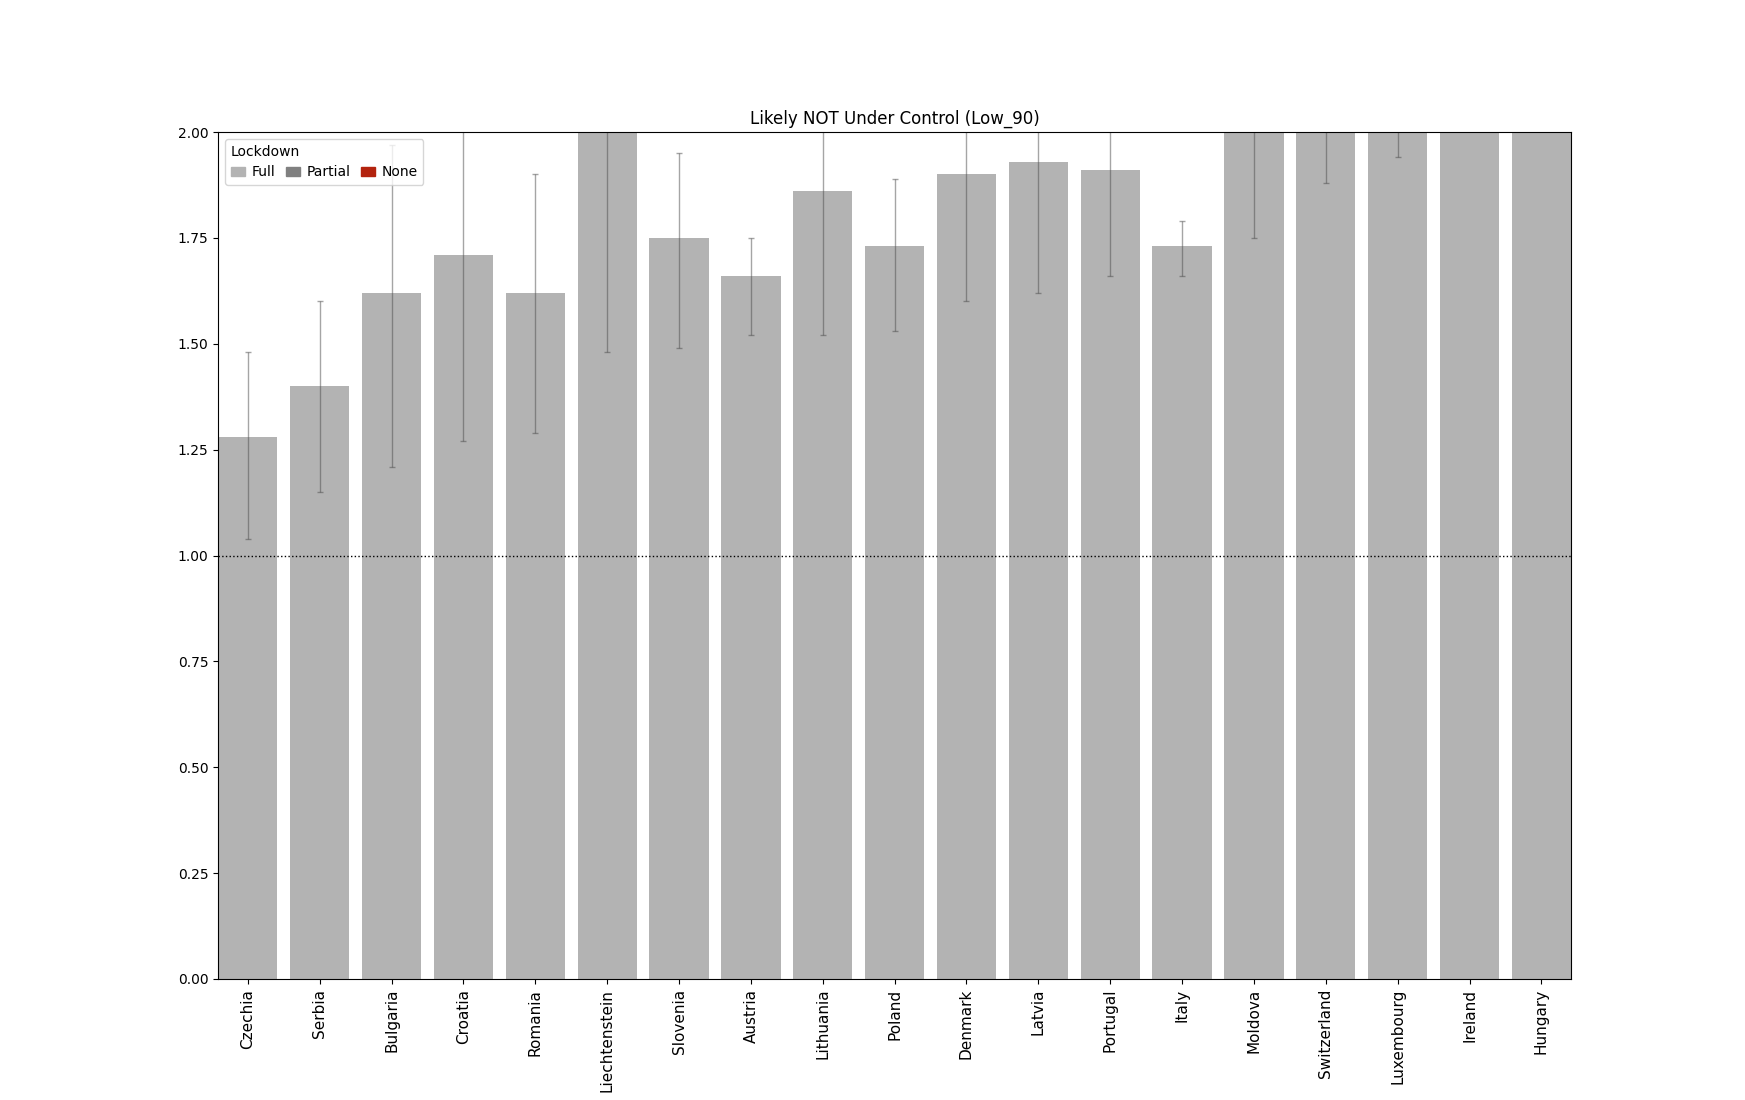 Likely NOT Under Control (Low_90)
Lockdown
Full Partial None
2.00
1.75
1.50
1.25
1.00
0.75
0.50
0.25
0.00
Czechia
Serbia
Bulgaria
Croatia
Romania
Liechtenstein
Slovenia
Austria
Lithuania
Poland
Denmark
Latvia
Portugal
Italy
Moldova
Switzerland
Luxembourg
Ireland
Hungary